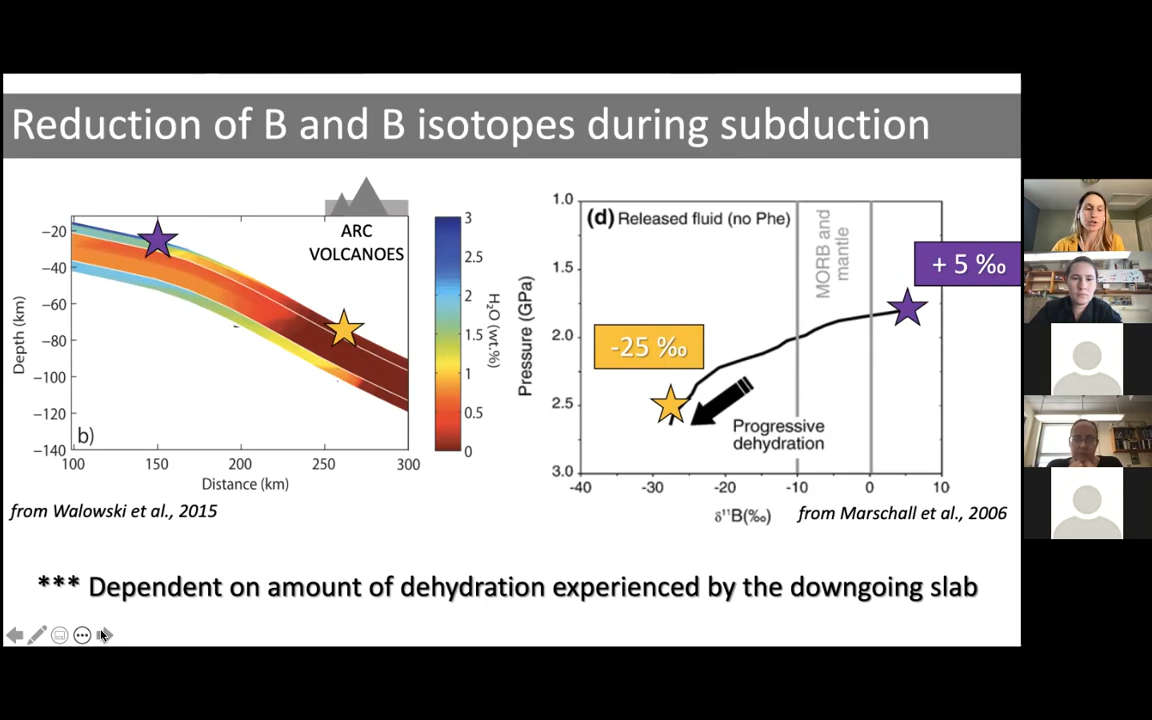 Reduction of B and B isotopes during subduction
ARC
VOLCANOES
−20
−40
−60
−80
−100
−120
−140
Depth (km)
b)
100
150
200
250
300
Distance (km)
3
2.5
2
1.5
1
0.5
0
H2O (wt.%)
from Walowski et al., 2015
1.0
1.5
2.0
2.5
3.0
Pressure (GPa)
(d) Released fluid (no Phe)
MORB and
mantle
+ 5 ‰
-25 ‰
Progressive
dehydration
-40
-30
-20
-10
0
10
δ¹¹B(‰)
from Marschall et al., 2006
*** Dependent on amount of dehydration experienced by the downgoing slab